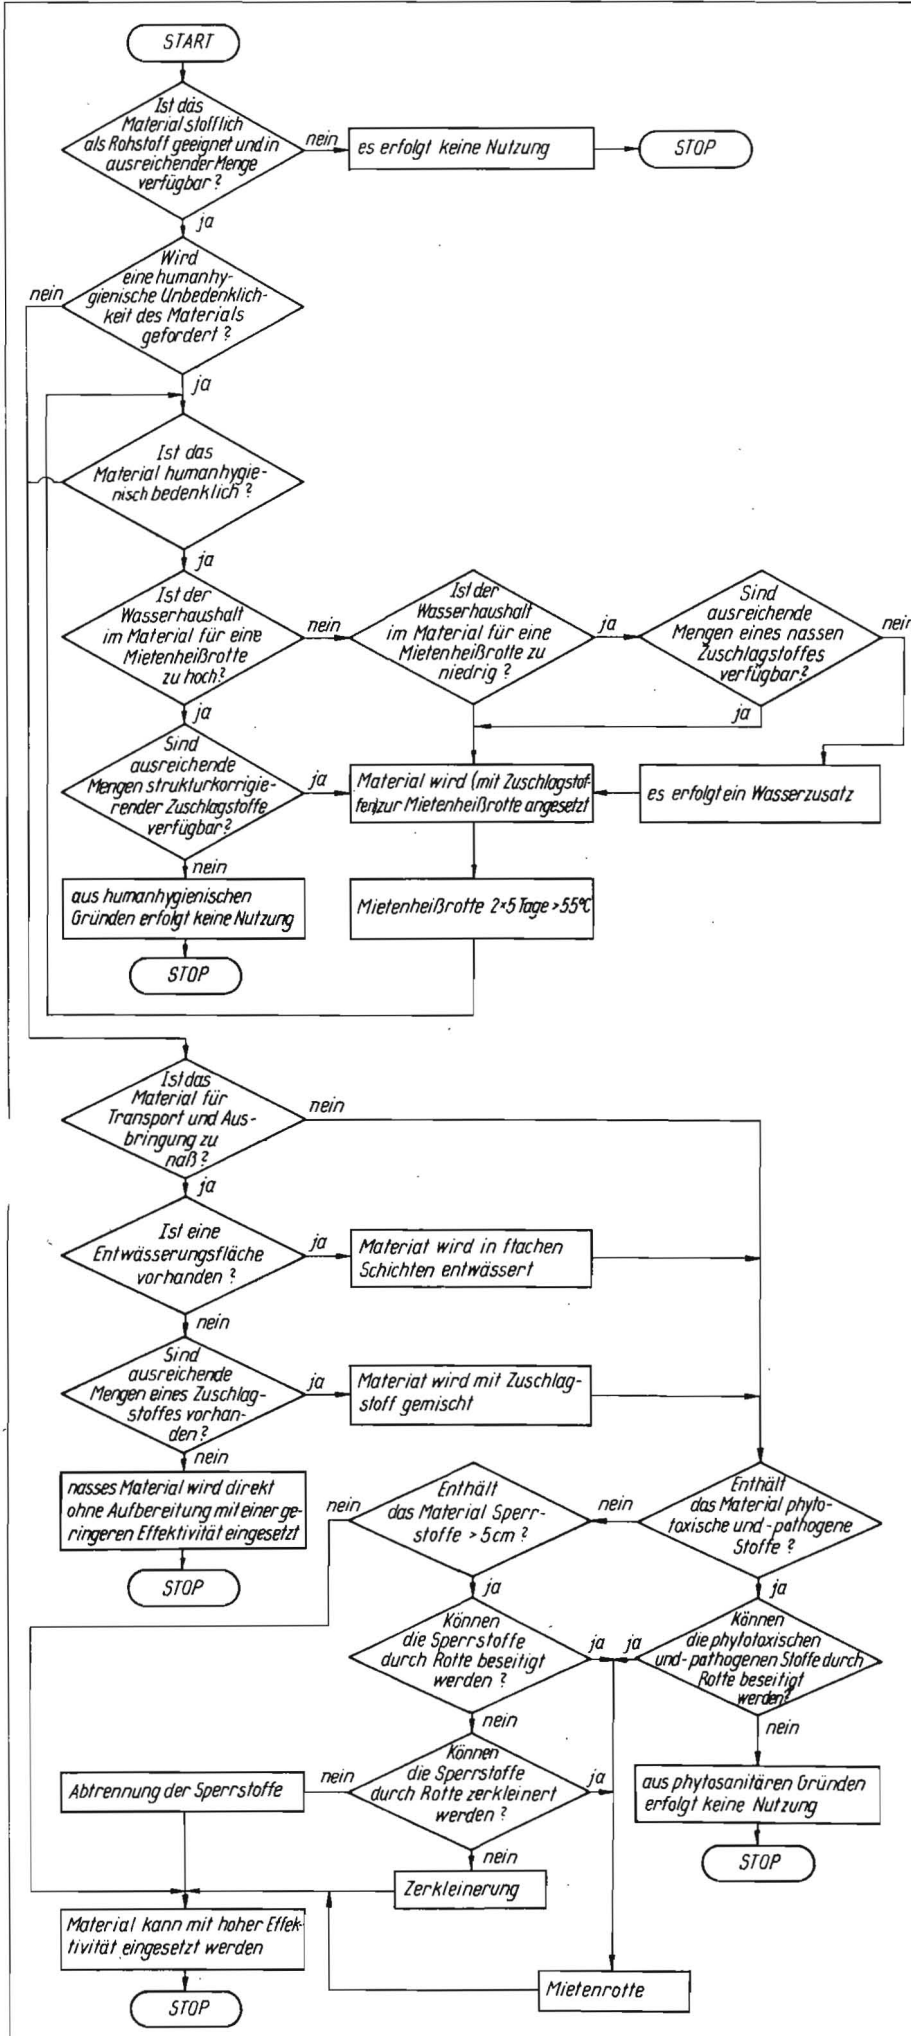 START
Ist das
Material stofflich
als Rohstoff geeignet und in
ausreichender Menge
verfügbar?
nein
es erfolgt keine Nutzung
STOP
ja
Wird
eine humanhy-
gienische Unbedenklich-
keit des Materials
gefordert?
nein
ja
Ist das
Material humanhygie-
nisch bedenklich?
ja
Ist der
Wasserhaushalt
im Material für eine
Mietenheißrotte
zu hoch?
nein
Ist der
Wasserhaushalt
im Material für eine
Mietenheißrotte zu
niedrig?
ja
Sind
ausreichende
Mengen eines nassen
Zuschlagstoffes
verfügbar?
nein
ja
ja
Sind
ausreichende
Mengen strukturkorrigie-
render Zuschlagstoffe
verfügbar?
ja
Material wird (mit Zuschlagstof-
fen) zur Mietenheißrotte angesetzt
es erfolgt ein Wasserzusatz
nein
aus humanhygienischen
Gründen erfolgt keine Nutzung
STOP
Mietenheißrotte 2×5 Tage >55°C
Ist das
Material für
Transport und Aus-
bringung zu
naß?
nein
ja
Ist eine
Entwässerungsfläche
vorhanden?
ja
Material wird in flachen
Schichten entwässert
nein
Sind
ausreichende
Mengen eines Zuschlag-
stoffes vorhan-
den?
ja
Material wird mit Zuschlag-
stoff gemischt
nein
nasses Material wird direkt
ohne Aufbereitung mit einer ge-
ringeren Effektivität eingesetzt
STOP
Enthält
das Material phyto-
toxische und -pathogene
Stoffe?
nein
Enthält
das Material Sperr-
stoffe > 5cm?
nein
ja
ja
Können
die Sperrstoffe
durch Rotte beseitigt
werden?
ja
ja
Können
die phytotoxischen
und -pathogenen Stoffe durch
Rotte beseitigt
werden?
nein
nein
Können
die Sperrstoffe
durch Rotte zerkleinert
werden?
ja
nein
Abtrennung der Sperrstoffe
aus phytosanitären Gründen
erfolgt keine Nutzung
STOP
nein
Zerkleinerung
Material kann mit hoher Effek-
tivität eingesetzt werden
STOP
Mietenrotte